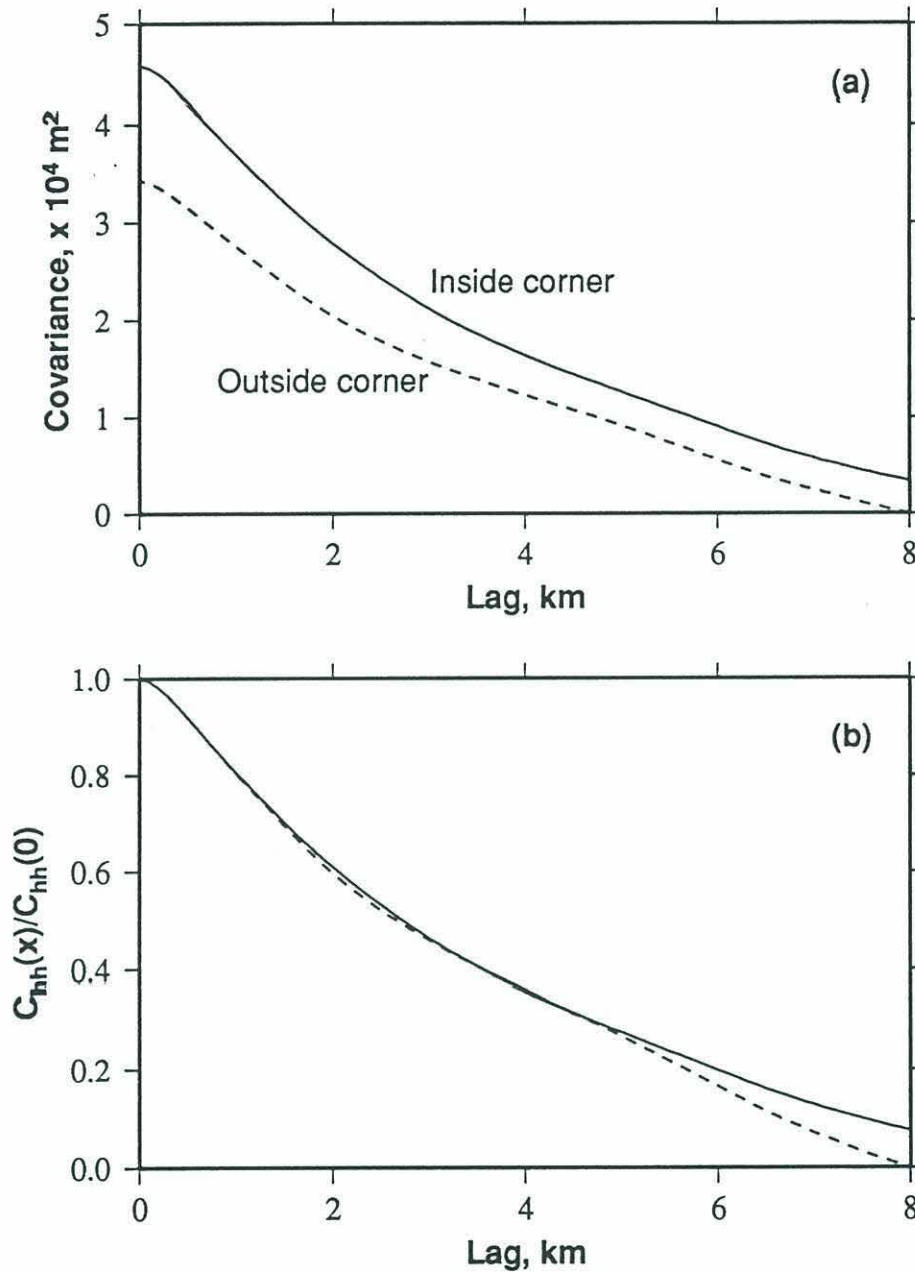 5
4
3
2
1
0
Covariance, x 10⁴ m²
(a)
Inside corner
Outside corner
0 2 4 6 8
Lag, km
1.0
0.8
0.6
0.4
0.2
0.0
C_hh(x)/C_hh(0)
(b)
0 2 4 6 8
Lag, km